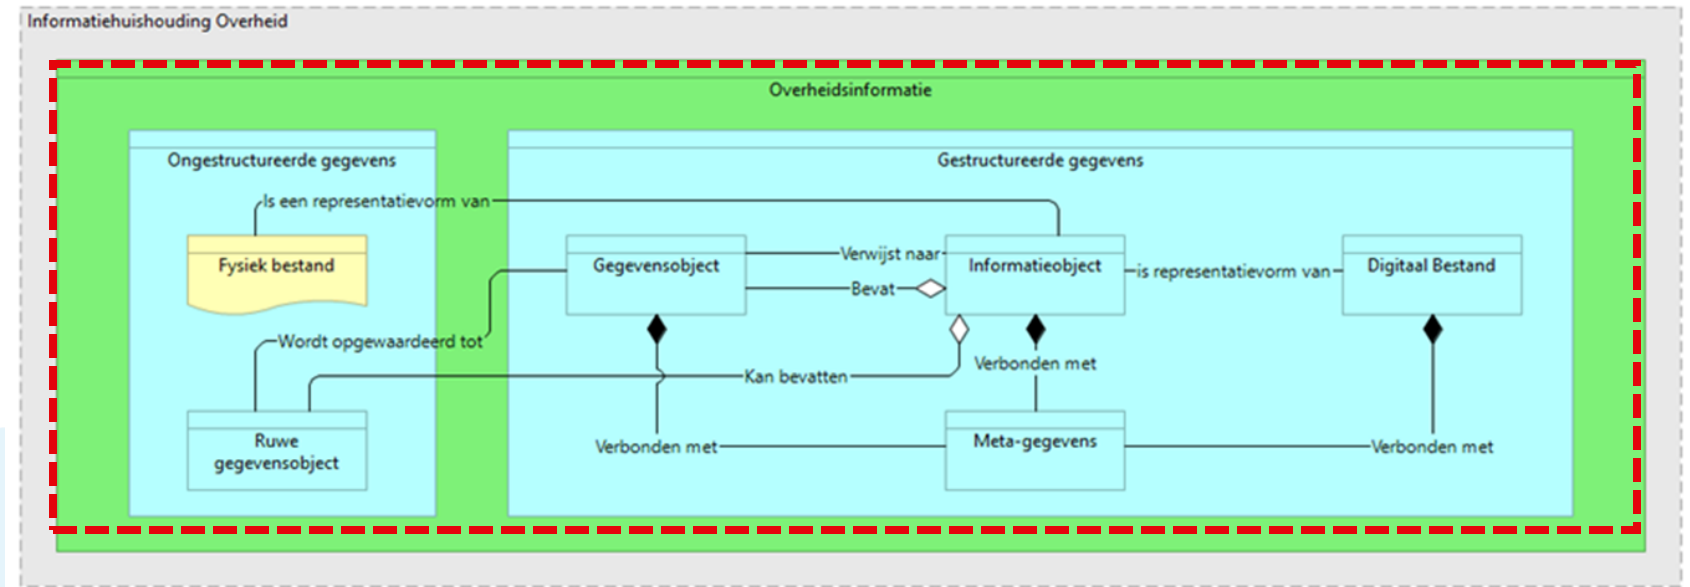 Informatiehuishouding Overheid
Overheidsinformatie
Ongestructureerde gegevens
Gestructureerde gegevens
Is een representatievorm van
Fysiek bestand
Gegevensobject
Verwijst naar
Informatieobject
is representatievorm van
Digitaal Bestand
Bevat
Wordt opgewaardeerd tot
Verbonden met
Kan bevatten
Ruwe
gegevensobject
Verbonden met
Meta-gegevens
Verbonden met